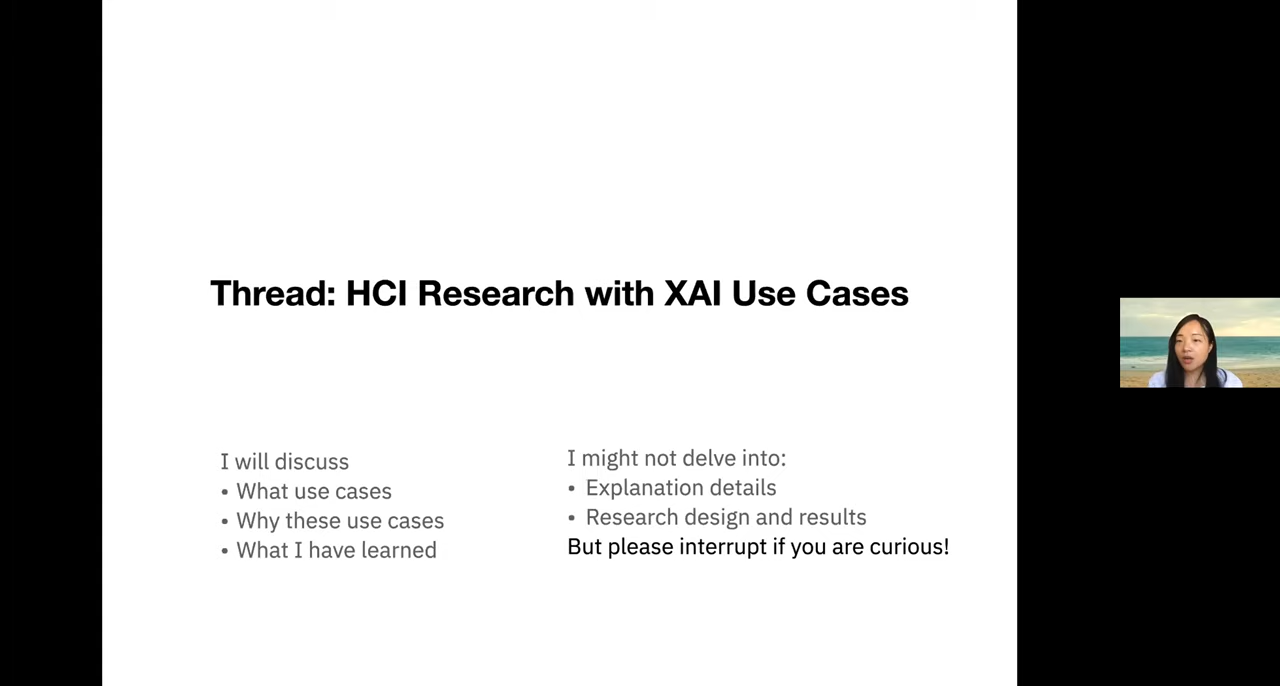 Thread: HCI Research with XAI Use Cases
I will discuss
• What use cases
• Why these use cases
• What I have learned
I might not delve into:
• Explanation details
• Research design and results
But please interrupt if you are curious!